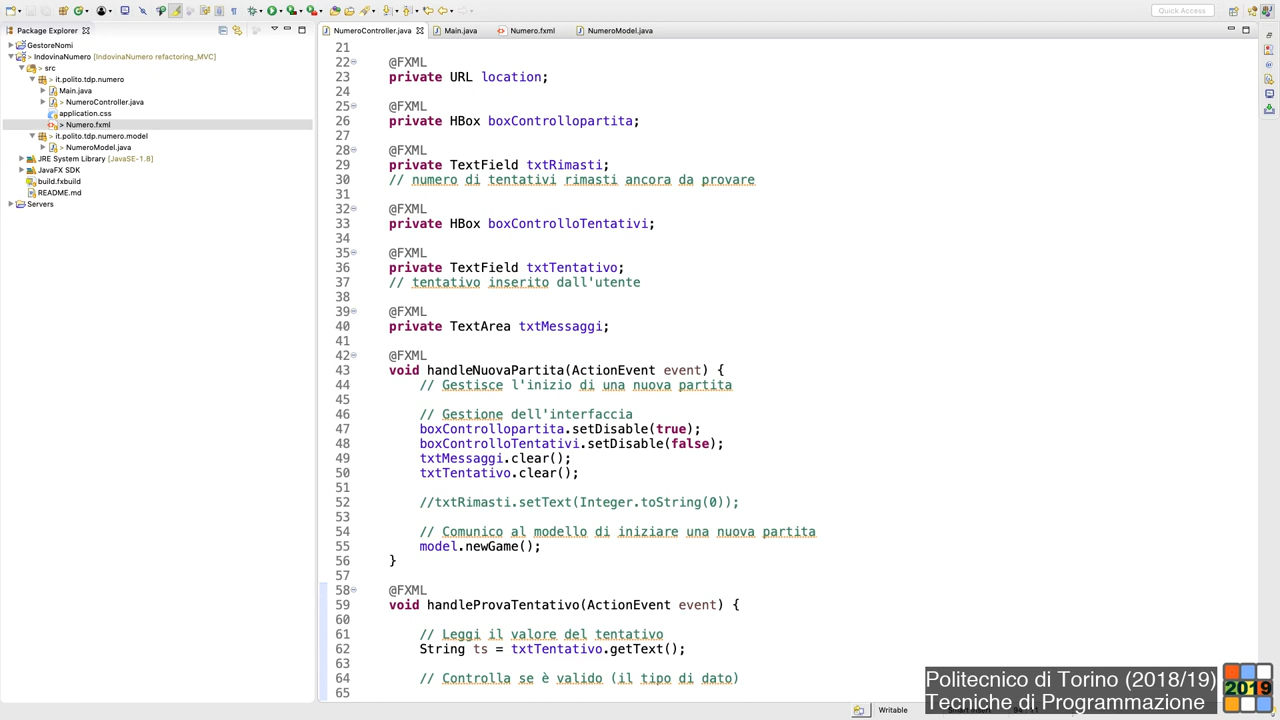 Quick Access
Package Explorer
GestoreNomi
> IndovinaNumero [IndovinaNumero refactoring_MVC]
> src
> it.polito.tdp.numero
Main.java
> NumeroController.java
application.css
> Numero.fxml
> it.polito.tdp.numero.model
> NumeroModel.java
JRE System Library [JavaSE-1.8]
JavaFX SDK
build.fxbuild
README.md
Servers
NumeroController.java Main.java Numero.fxml NumeroModel.java
21
22 @FXML
23 private URL location;
24
25 @FXML
26 private HBox boxControllopartita;
27
28 @FXML
29 private TextField txtRimasti;
30 // numero di tentativi rimasti ancora da provare
31
32 @FXML
33 private HBox boxControlloTentativi;
34
35 @FXML
36 private TextField txtTentativo;
37 // tentativo inserito dall'utente
38
39 @FXML
40 private TextArea txtMessaggi;
41
42 @FXML
43 void handleNuovaPartita(ActionEvent event) {
44 // Gestisce l'inizio di una nuova partita
45
46 // Gestione dell'interfaccia
47 boxControllopartita.setDisable(true);
48 boxControlloTentativi.setDisable(false);
49 txtMessaggi.clear();
50 txtTentativo.clear();
51
52 //txtRimasti.setText(Integer.toString(0));
53
54 // Comunico al modello di iniziare una nuova partita
55 model.newGame();
56 }
57
58 @FXML
59 void handleProvaTentativo(ActionEvent event) {
60
61 // Leggi il valore del tentativo
62 String ts = txtTentativo.getText();
63
64 // Controlla se è valido (il tipo di dato)
65
Politecnico di Torino (2018/19)
Tecniche di Programmazione
2019
Writable